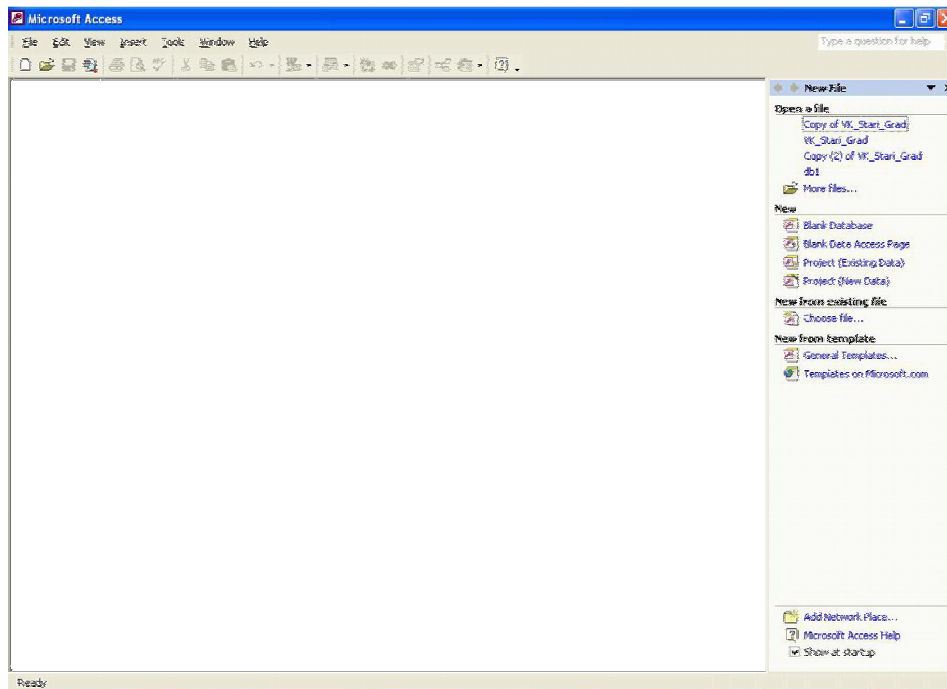 Microsoft Access
File Edit View Insert Tools Window Help
Type a question for help
New File
Open a file
Copy of VK_Stari_Grad
VK_Stari_Grad
Copy (2) of VK_Stari_Grad
db1
More files...
New
Blank Database
Blank Data Access Page
Project (Existing Data)
Project (New Data)
New from existing file
Choose file...
New from template
General Templates...
Templates on Microsoft.com
Add Network Place...
Microsoft Access Help
Show at startup
Ready